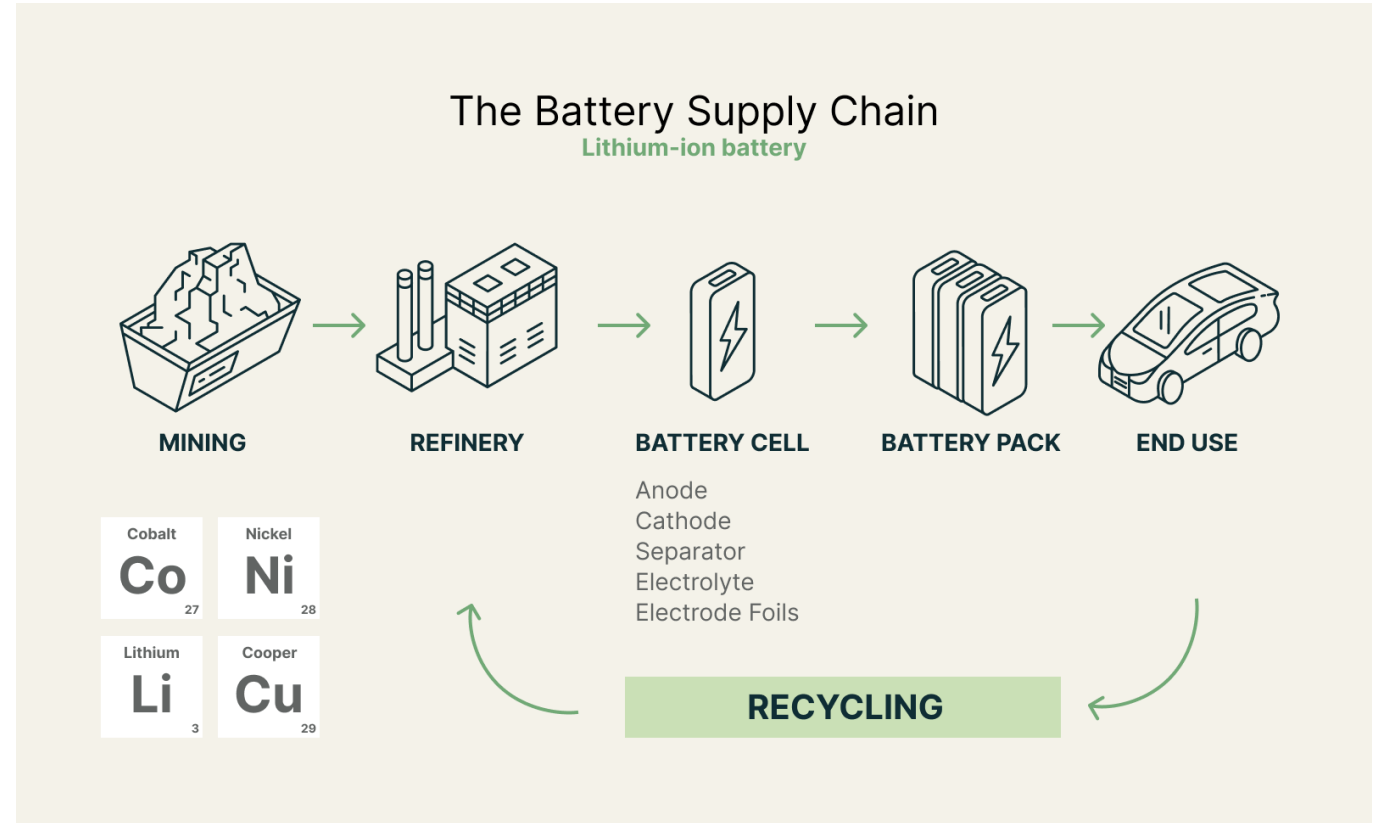 The Battery Supply Chain
Lithium-ion battery
MINING
REFINERY
BATTERY CELL
BATTERY PACK
END USE
Anode
Cathode
Separator
Electrolyte
Electrode Foils
Cobalt
Co
27
Nickel
Ni
28
Lithium
Li
3
Cooper
Cu
29
RECYCLING